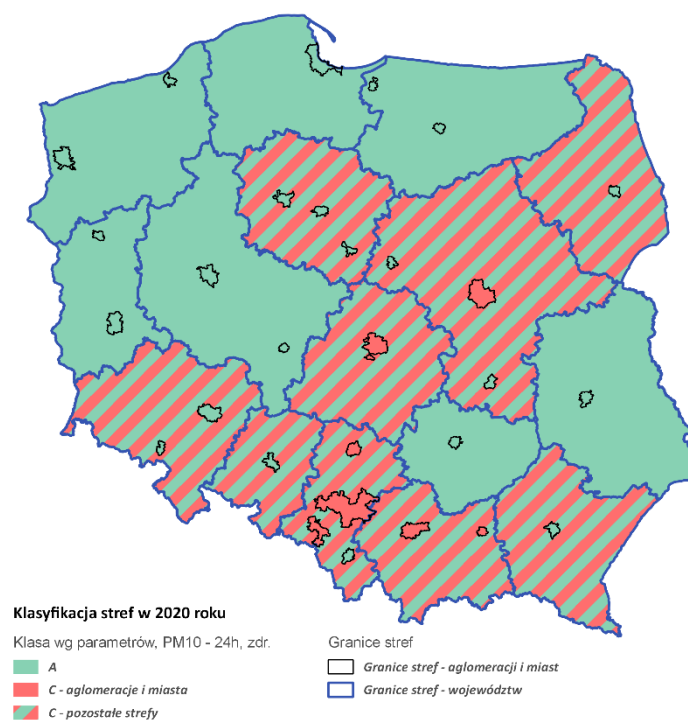 Klasyfikacja stref w 2020 roku
Klasa wg parametrów, PM10 - 24h, zdr.
A
C - aglomeracje i miasta
C - pozostałe strefy
Granice stref
Granice stref - aglomeracji i miast
Granice stref - województw